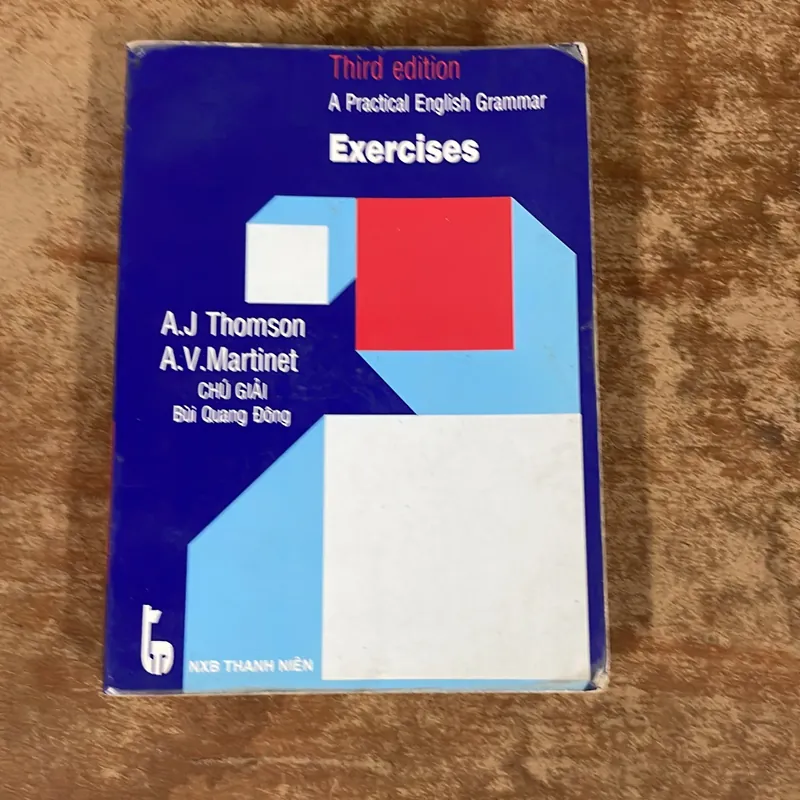 Third edition
A Practical English Grammar
Exercises
A.J Thomson
A.V.Martinet
CHÚ GIẢI
Bùi Quang Đông
NXB THANH NIÊN